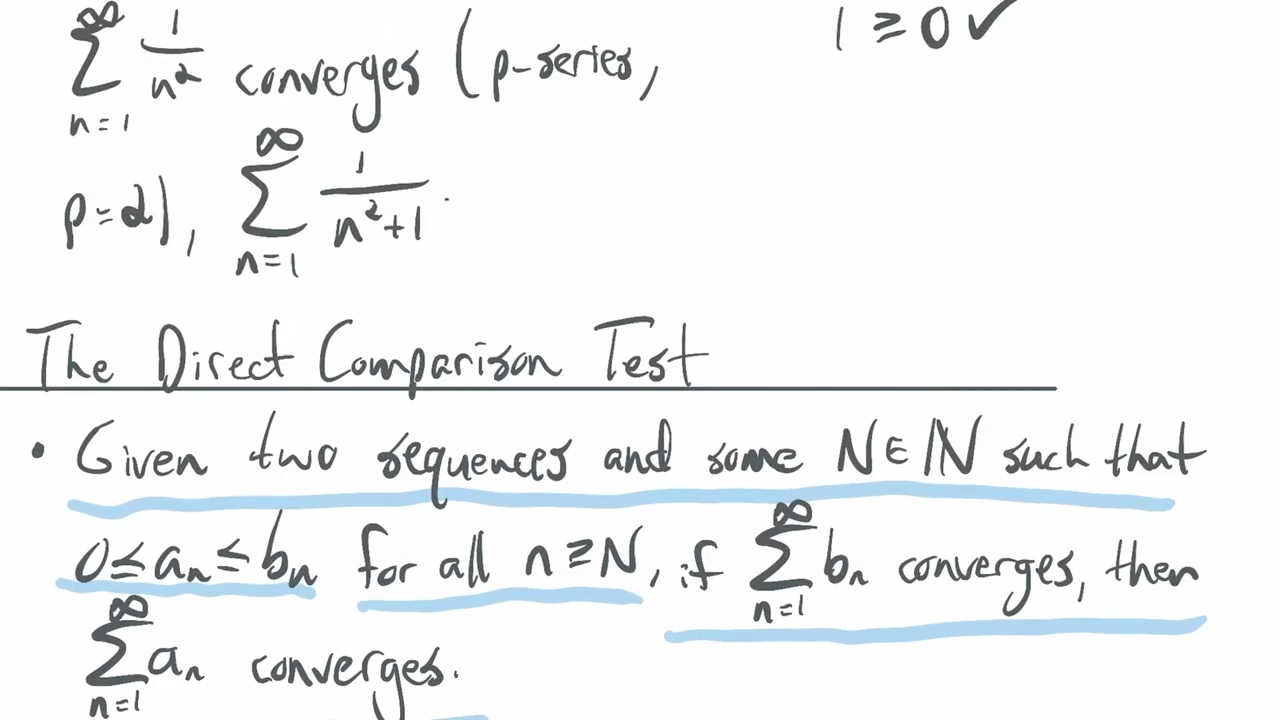 ∑_{n=1}^{∞} 1/n² converges (p-series,
1 ≥ 0 ✓
p=2), ∑_{n=1}^{∞} 1/(n²+1)
The Direct Comparison Test
• Given two sequences and some N∈ℕ such that
0≤aₙ≤bₙ for all n≥N, if ∑_{n=1}^{∞} bₙ converges, then
∑_{n=1}^{∞} aₙ converges.